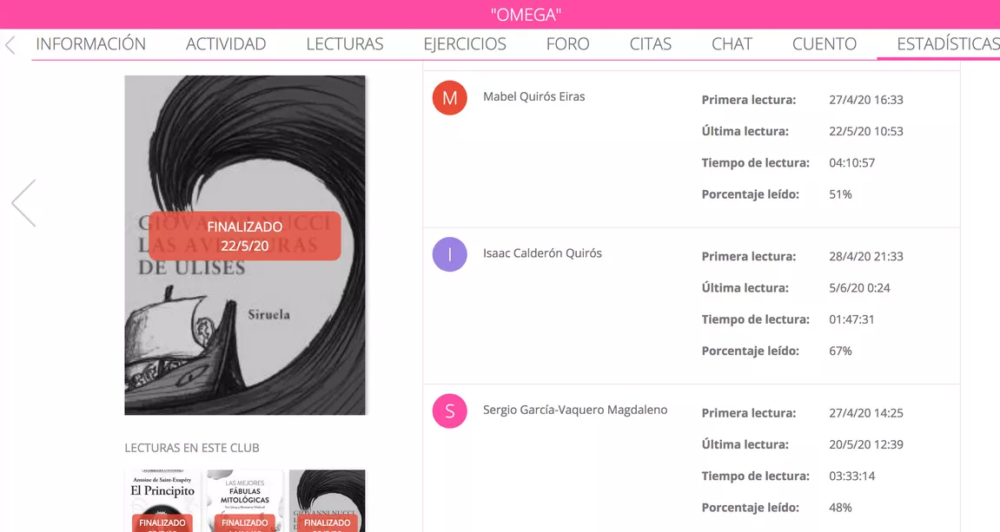 "OMEGA"
INFORMACIÓN ACTIVIDAD LECTURAS EJERCICIOS FORO CITAS CHAT CUENTO ESTADÍSTICAS
GIOVANNI NUCCI
LAS AVENTURAS
DE ULISES
Siruela
FINALIZADO
22/5/20
LECTURAS EN ESTE CLUB
Antoine de Saint-Exupéry
El Principito
FINALIZADO
LAS MEJORES
FÁBULAS
MITOLÓGICAS
FINALIZADO
GIOVANNI NUCCI
FINALIZADO
M
Mabel Quirós Eiras
Primera lectura: 27/4/20 16:33
Última lectura: 22/5/20 10:53
Tiempo de lectura: 04:10:57
Porcentaje leído: 51%
I
Isaac Calderón Quirós
Primera lectura: 28/4/20 21:33
Última lectura: 5/6/20 0:24
Tiempo de lectura: 01:47:31
Porcentaje leído: 67%
S
Sergio García-Vaquero Magdaleno
Primera lectura: 27/4/20 14:25
Última lectura: 20/5/20 12:39
Tiempo de lectura: 03:33:14
Porcentaje leído: 48%